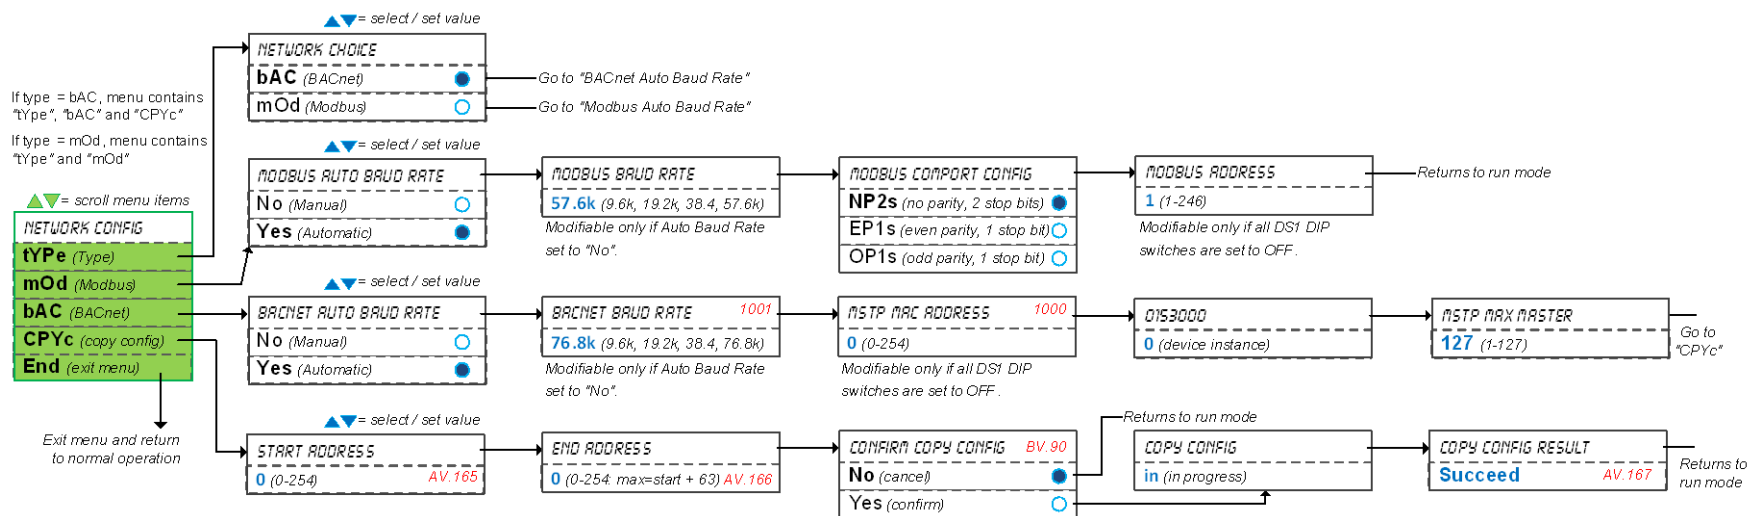 ▲▼= select / set value
NETWORK CHOICE
bAC (BACnet)
Go to "BACnet Auto Baud Rate"
mOd (Modbus)
Go to "Modbus Auto Baud Rate"
If type = bAC, menu contains
"tYpe", "bAC" and "CPYc"
If type = mOd, menu contains
"tYpe" and "mOd"
▲▼= scroll menu items
NETWORK CONFIG
tYPe (Type)
mOd (Modbus)
bAC (BACnet)
CPYc (copy config)
End (exit menu)
Exit menu and return
to normal operation
▲▼= select / set value
MODBUS AUTO BAUD RATE
No (Manual)
Yes (Automatic)
MODBUS BAUD RATE
57.6k (9.6k, 19.2k, 38.4, 57.6k)
Modifiable only if Auto Baud Rate
set to "No".
MODBUS COMPORT CONFIG
NP2s (no parity, 2 stop bits)
EP1s (even parity, 1 stop bit)
OP1s (odd parity, 1 stop bit)
MODBUS ADDRESS
1 (1-246)
Modifiable only if all DS1 DIP
switches are set to OFF.
Returns to run mode
▲▼= select / set value
BACNET AUTO BAUD RATE
No (Manual)
Yes (Automatic)
BACNET BAUD RATE 1001
76.8k (9.6k, 19.2k, 38.4, 76.8k)
Modifiable only if Auto Baud Rate
set to "No".
MSTP MAC ADDRESS 1000
0 (0-254)
Modifiable only if all DS1 DIP
switches are set to OFF.
0153000
0 (device instance)
MSTP MAX MASTER
127 (1-127)
Go to
"CPYc"
▲▼= select / set value
START ADDRESS
0 (0-254) AV.165
END ADDRESS
0 (0-254: max=start + 63) AV.166
CONFIRM COPY CONFIG BV.90
No (cancel)
Yes (confirm)
Returns to run mode
COPY CONFIG
in (in progress)
COPY CONFIG RESULT
Succeed AV.167
Returns to
run mode